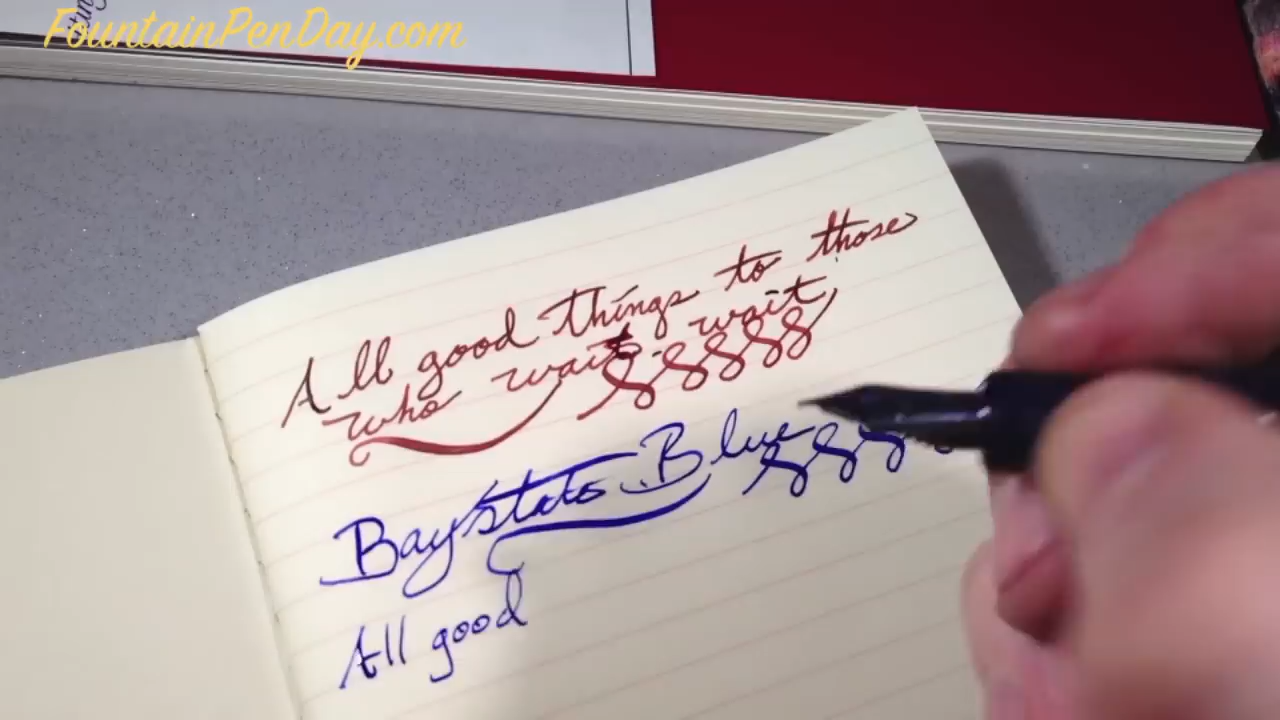 FountainPenDay.com
All good things to those
who wait wait
Baystate Blue
All good